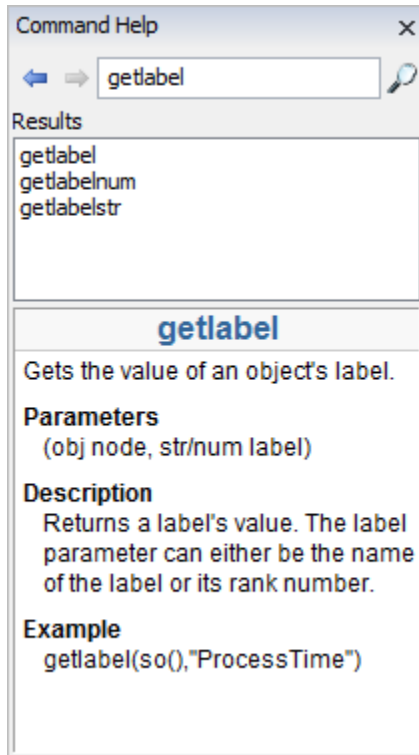 Command Help
getlabel
Results
getlabel
getlabelnum
getlabelstr
getlabel
Gets the value of an object's label.
Parameters
(obj node, str/num label)
Description
Returns a label's value. The label
parameter can either be the name
of the label or its rank number.
Example
getlabel(so(),"ProcessTime")